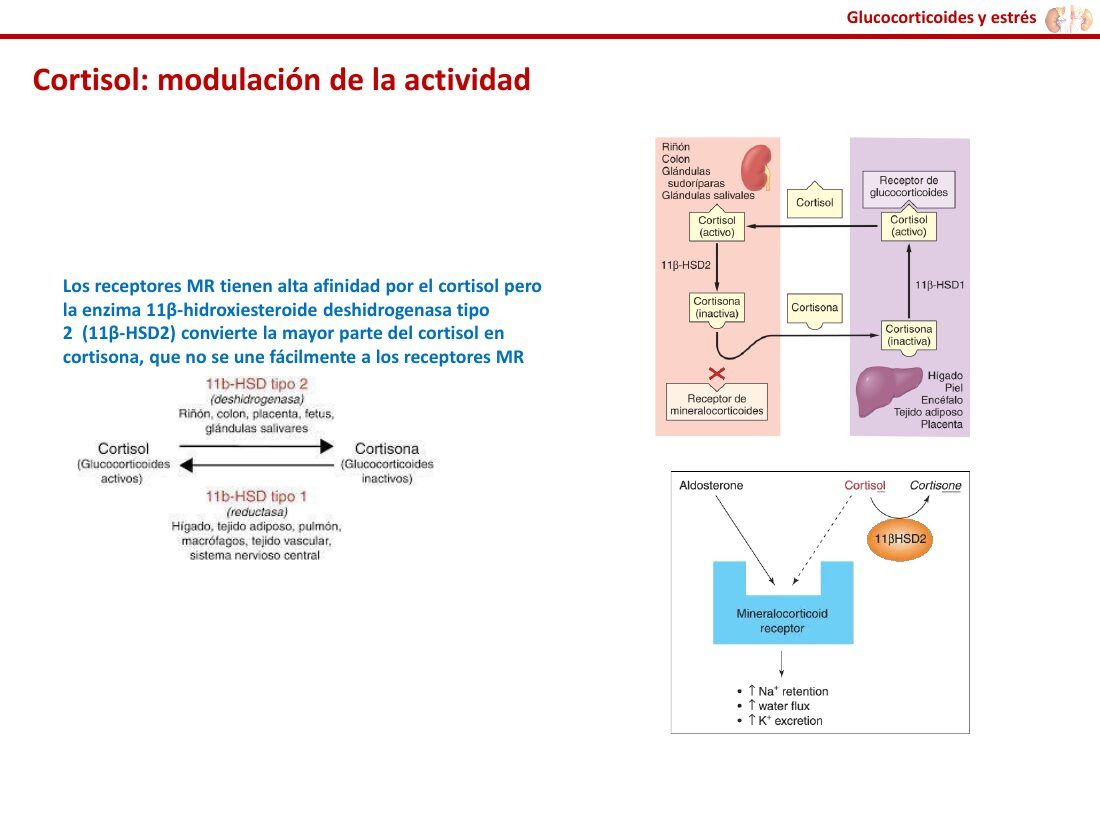 Glucocorticoides y estrés
Cortisol: modulación de la actividad
Los receptores MR tienen alta afinidad por el cortisol pero
la enzima 11β-hidroxiesteroide deshidrogenasa tipo
2  (11β-HSD2) convierte la mayor parte del cortisol en
cortisona, que no se une fácilmente a los receptores MR
11b-HSD tipo 2
(deshidrogenasa)
Riñón, colon, placenta, fetus,
glándulas salivares
Cortisol
(Glucocorticoides
activos)
Cortisona
(Glucocorticoides
inactivos)
11b-HSD tipo 1
(reductasa)
Hígado, tejido adiposo, pulmón,
macrófagos, tejido vascular,
sistema nervioso central
Riñón
Colon
Glándulas
sudoríparas
Glándulas salivales
Cortisol
(activo)
11β-HSD2
Cortisona
(inactiva)
Receptor de
mineralocorticoides
Cortisol
Cortisona
Receptor de
glucocorticoides
Cortisol
(activo)
11β-HSD1
Cortisona
(inactiva)
Hígado
Piel
Encéfalo
Tejido adiposo
Placenta
Aldosterone
Cortisol
Cortisone
11βHSD2
Mineralocorticoid
receptor
• ↑ Na⁺ retention
• ↑ water flux
• ↑ K⁺ excretion